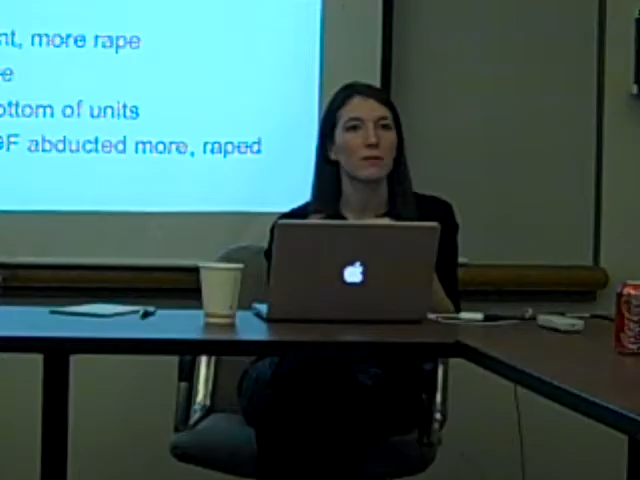 nt, more rape
e
ottom of units
F abducted more, raped